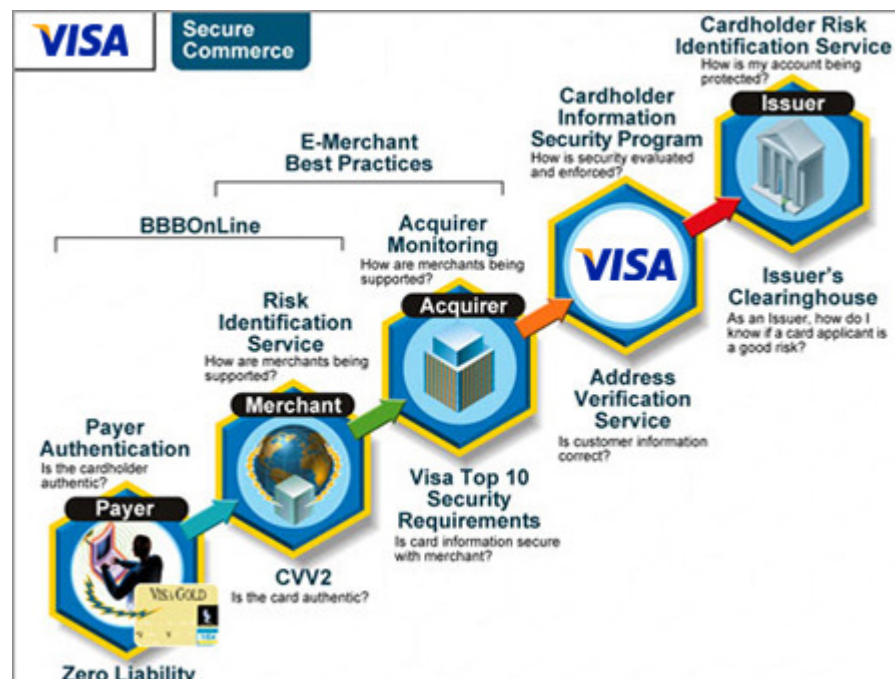 VISA
Secure
Commerce
Cardholder Risk
Identification Service
How is my account being
protected?
Issuer
Cardholder
Information
Security Program
How is security evaluated
and enforced?
E-Merchant
Best Practices
BBBOnLine
Acquirer
Monitoring
How are merchants being
supported?
Acquirer
VISA
Issuer's
Clearinghouse
As an Issuer, how do I
know if a card applicant is
a good risk?
Risk
Identification
Service
How are merchants being
supported?
Merchant
Address
Verification
Service
Is customer information
correct?
Payer
Authentication
Is the cardholder
authentic?
Payer
Visa Top 10
Security
Requirements
Is card information secure
with merchant?
CVV2
Is the card authentic?
VISA GOLD
VISA
Zero Liability